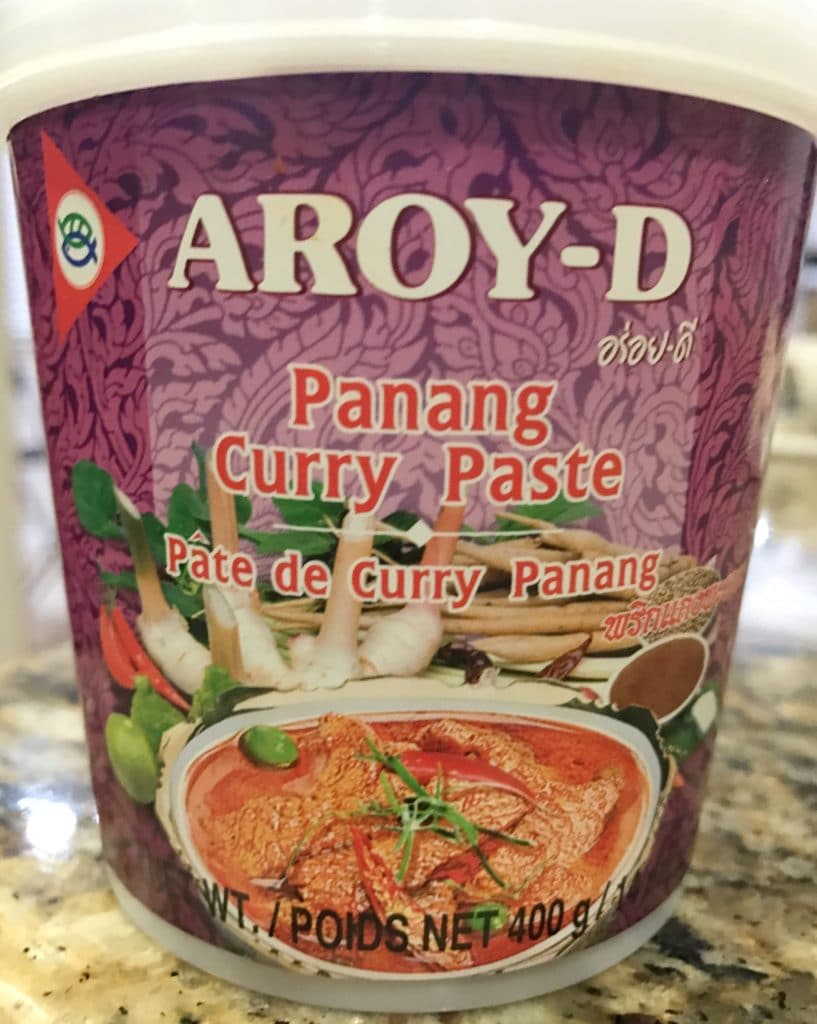 AROY-D
อร่อย-ดี
Panang
Curry Paste
Pâte de Curry Panang
WT. / POIDS NET 400 g /